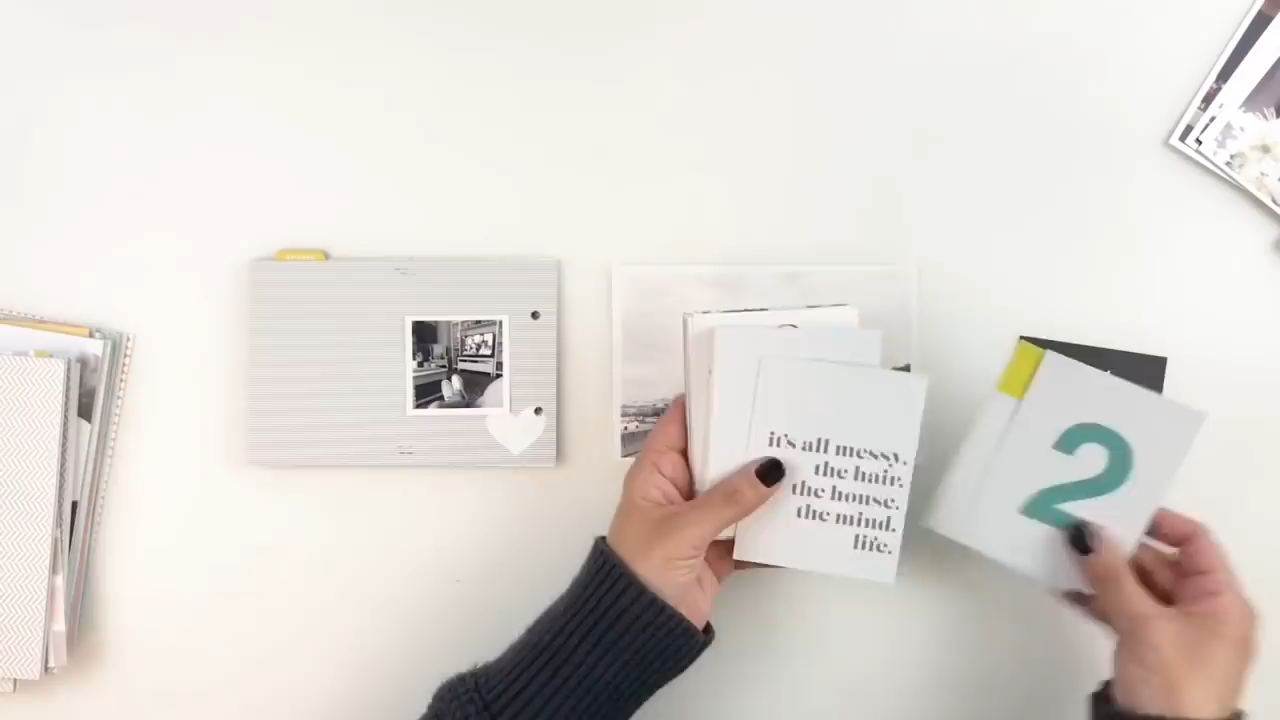 it's all messy.
the hair.
the house.
the mind.
life.
2